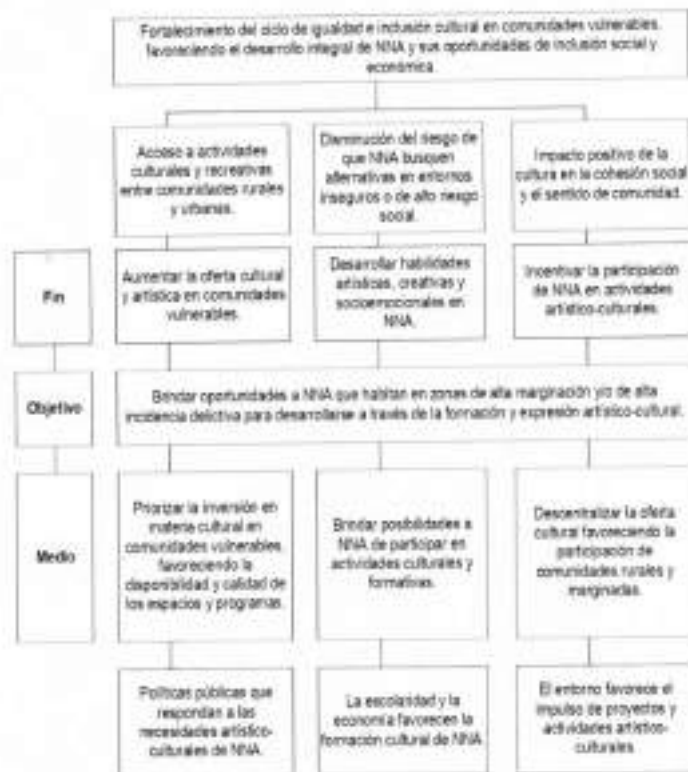 Fortalecimiento del ciclo de igualdad e inclusión cultural en comunidades vulnerables,
favoreciendo el desarrollo integral de NNA y sus oportunidades de inclusión social y
económica.
Acceso a actividades
culturales y recreativas
entre comunidades rurales
y urbanas.
Disminución del riesgo de
que NNA busquen
alternativas en entornos
inseguros o de alto riesgo
social.
Impacto positivo de la
cultura en la cohesión social
y el sentido de comunidad.
Fin
Aumentar la oferta cultural
y artística en comunidades
vulnerables.
Desarrollar habilidades
artísticas, creativas y
socioemocionales en
NNA.
Incentivar la participación
de NNA en actividades
artístico-culturales.
Objetivo
Brindar oportunidades a NNA que habitan en zonas de alta marginación y/o de alta
incidencia delictiva para desarrollarse a través de la formación y expresión artístico-cultural.
Medio
Priorizar la inversión en
materia cultural en
comunidades vulnerables,
favoreciendo la
disponibilidad y calidad de
los espacios y programas.
Brindar posibilidades a
NNA de participar en
actividades culturales y
formativas.
Descentralizar la oferta
cultural favoreciendo la
participación de
comunidades rurales y
marginadas.
Políticas públicas que
respondan a las
necesidades artístico-
culturales de NNA
La escolaridad y la
economía favorecen la
formación cultural de NNA
El entorno favorece el
impulso de proyectos y
actividades artístico-
culturales.